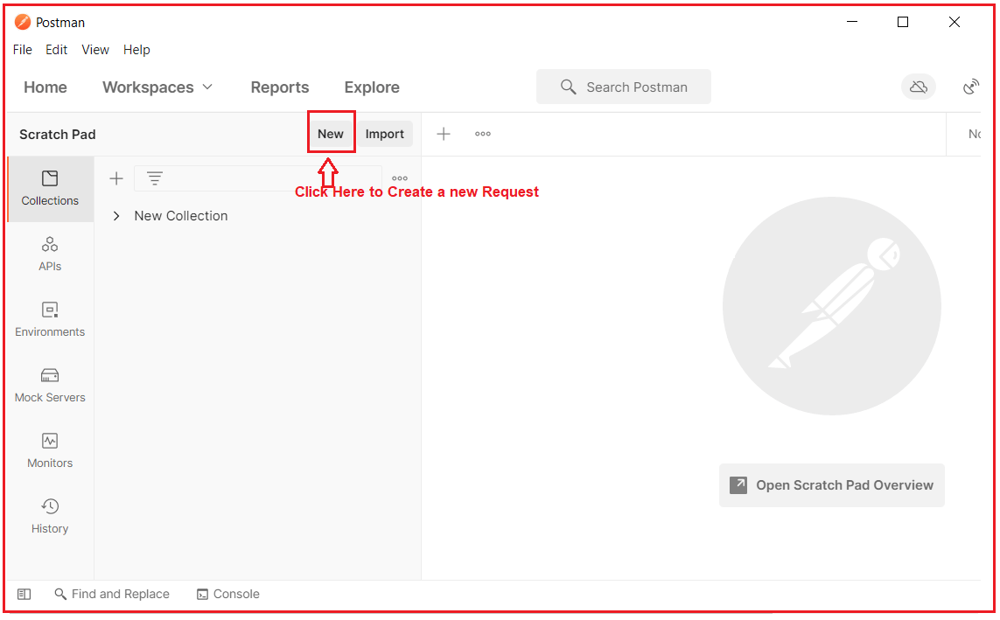 Postman
File Edit View Help
Home Workspaces Reports Explore Search Postman
Scratch Pad New Import No
Click Here to Create a new Request
Collections
New Collection
APIs
Environments
Mock Servers
Monitors
Open Scratch Pad Overview
History
Find and Replace Console